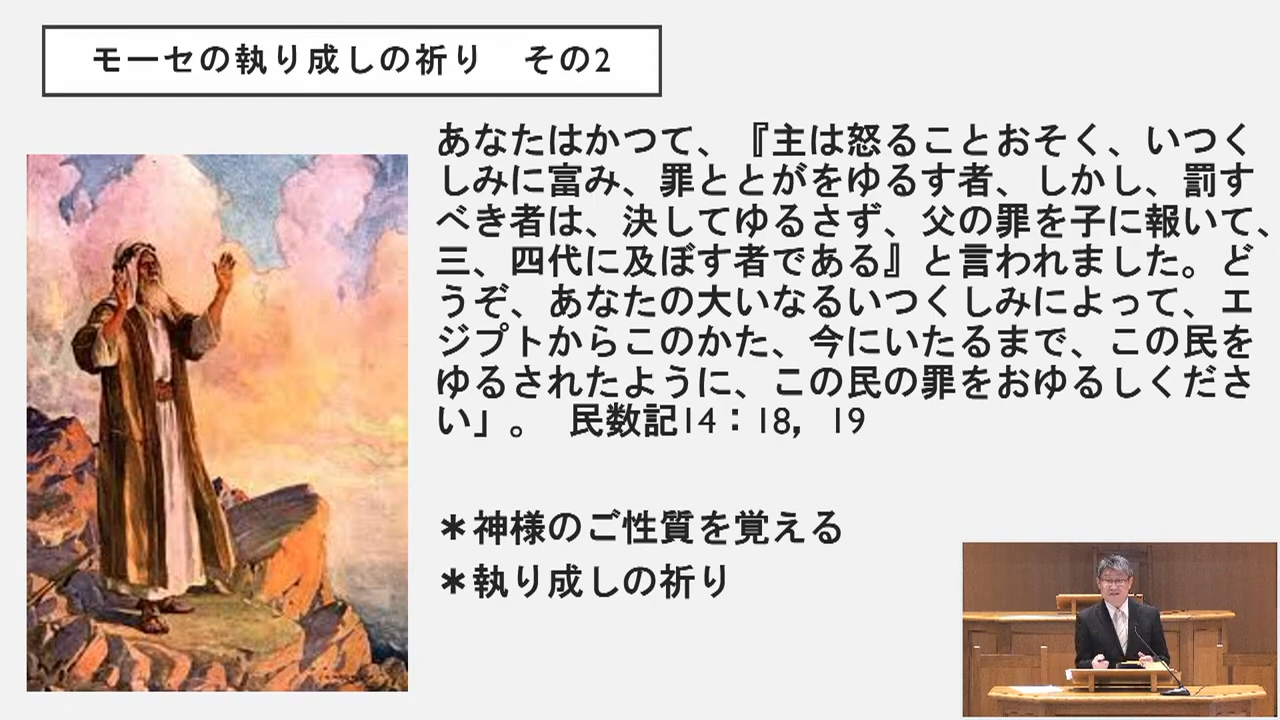 モーセの執り成しの祈り　その2
あなたはかつて、『主は怒ることおそく、いつく
しみに富み、罪ととがをゆるす者、しかし、罰す
べき者は、決してゆるさず、父の罪を子に報いて、
三、四代に及ぼす者である』と言われました。ど
うぞ、あなたの大いなるいつくしみによって、エ
ジプトからこのかた、今にいたるまで、この民を
ゆるされたように、この民の罪をおゆるしくださ
い」。　民数記14：18，19
＊神様のご性質を覚える
＊執り成しの祈り